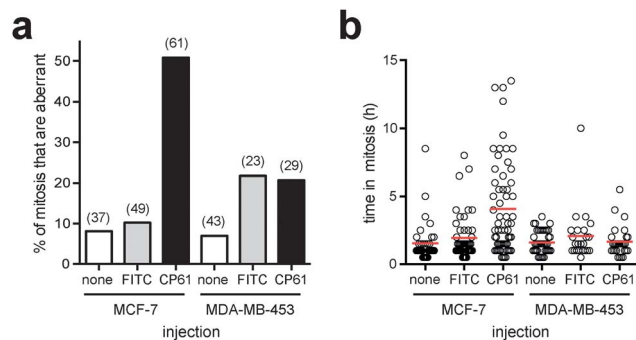 a
% of mitosis that are aberrant
50
40
30
20
10
0
(37)
(49)
(61)
(43)
(23)
(29)
none FITC CP61 none FITC CP61
MCF-7 MDA-MB-453
injection
b
time in mitosis (h)
15
10
5
0
none FITC CP61 none FITC CP61
MCF-7 MDA-MB-453
injection